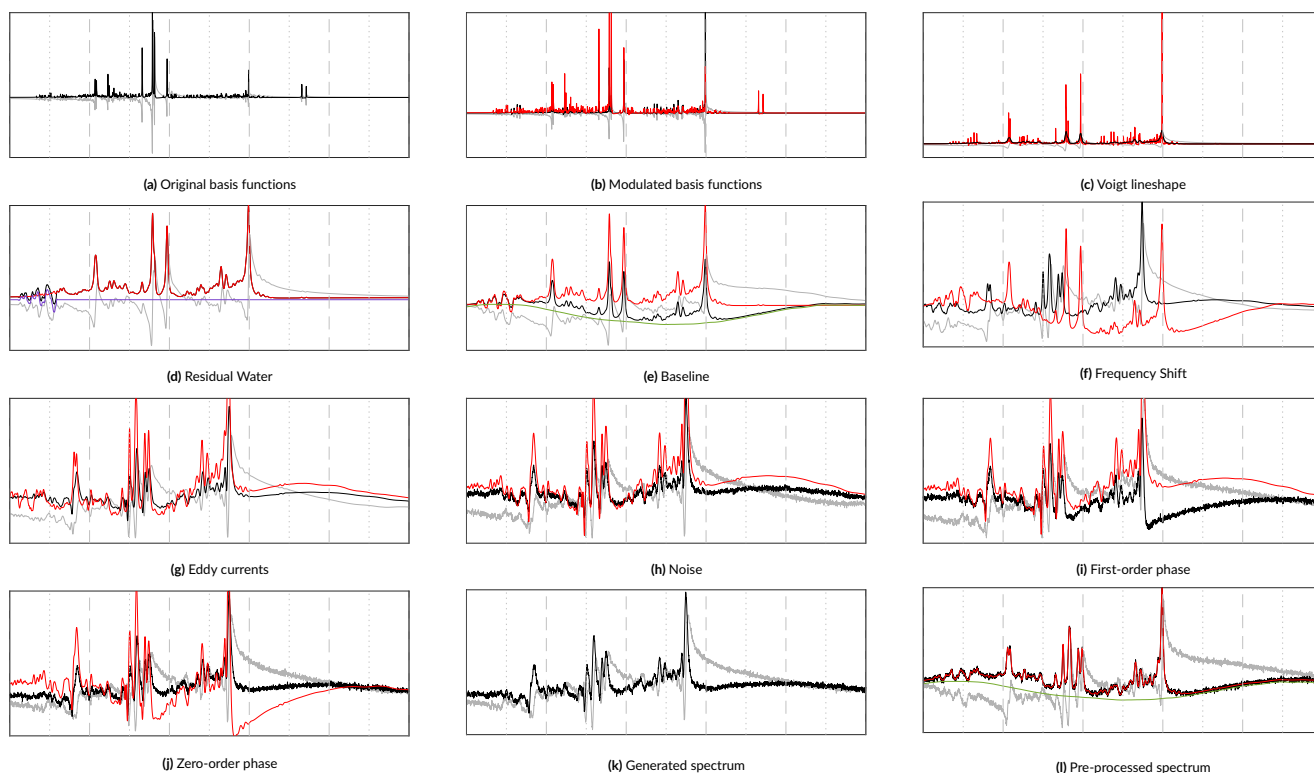 (a) Original basis functions
(b) Modulated basis functions
(c) Voigt lineshape
(d) Residual Water
(e) Baseline
(f) Frequency Shift
(g) Eddy currents
(h) Noise
(i) First-order phase
(j) Zero-order phase
(k) Generated spectrum
(l) Pre-processed spectrum